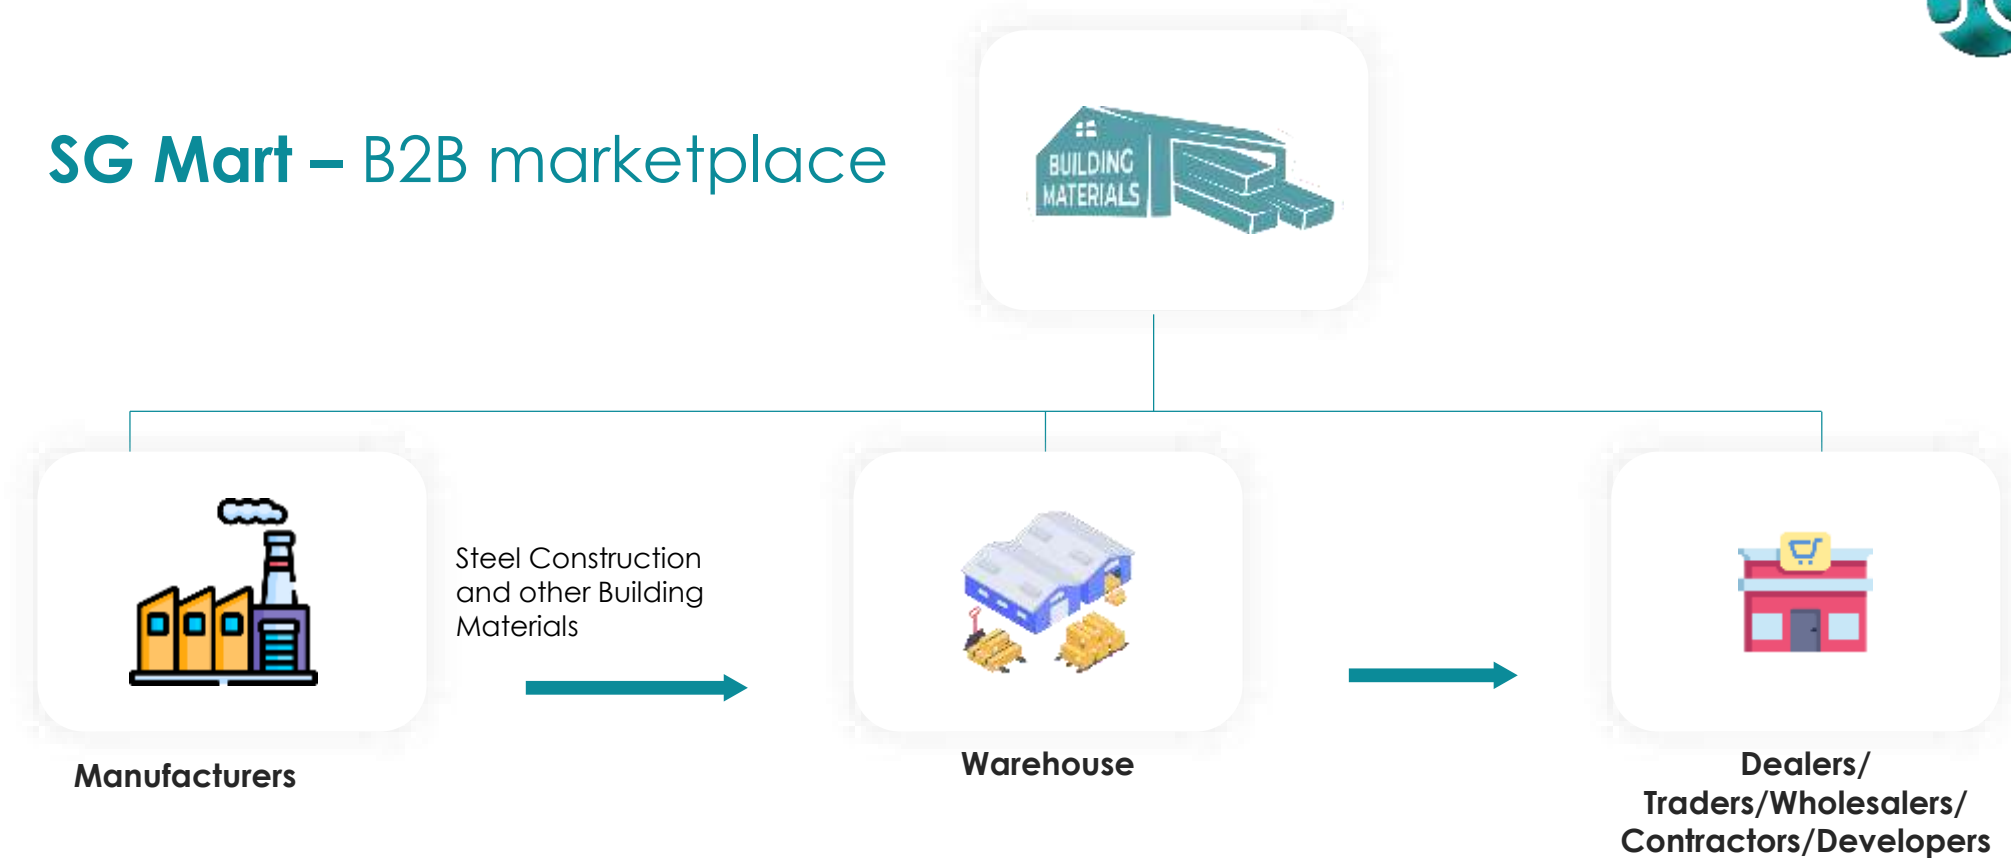 SG Mart – B2B marketplace
BUILDING
MATERIALS
Steel Construction
and other Building
Materials
Manufacturers
Warehouse
Dealers/
Traders/Wholesalers/
Contractors/Developers